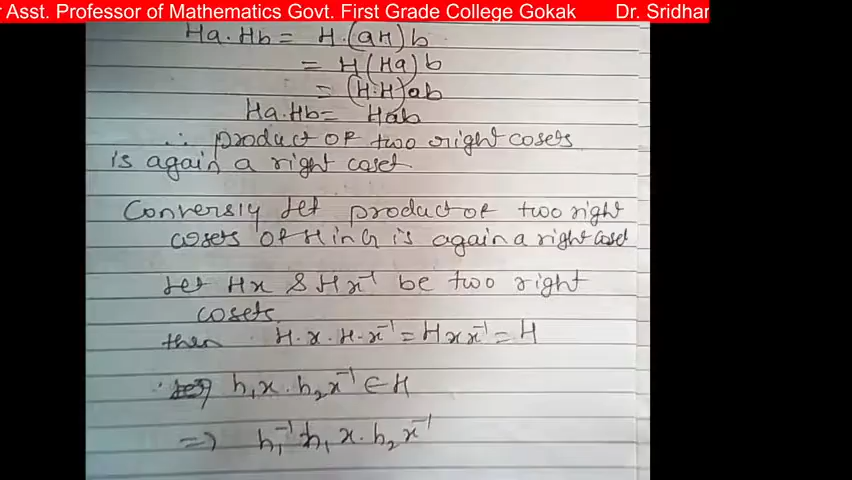 r Asst. Professor of Mathematics Govt. First Grade College Gokak Dr. Sridhar
Ha.Hb = H.(aH)b
= H(Ha)b
= (H.H)ab
Ha.Hb = Hab
∴ product of two right cosets
is again a right coset.
Conversly let product of two right
cosets of H in G is again a right coset
let Hx & Hx⁻¹ be two right
cosets
then H.x.H.x⁻¹ = Hxx⁻¹ = H
h₁x.h₂x⁻¹ ∈ H
=> h₁⁻¹h₁x.h₂x⁻¹